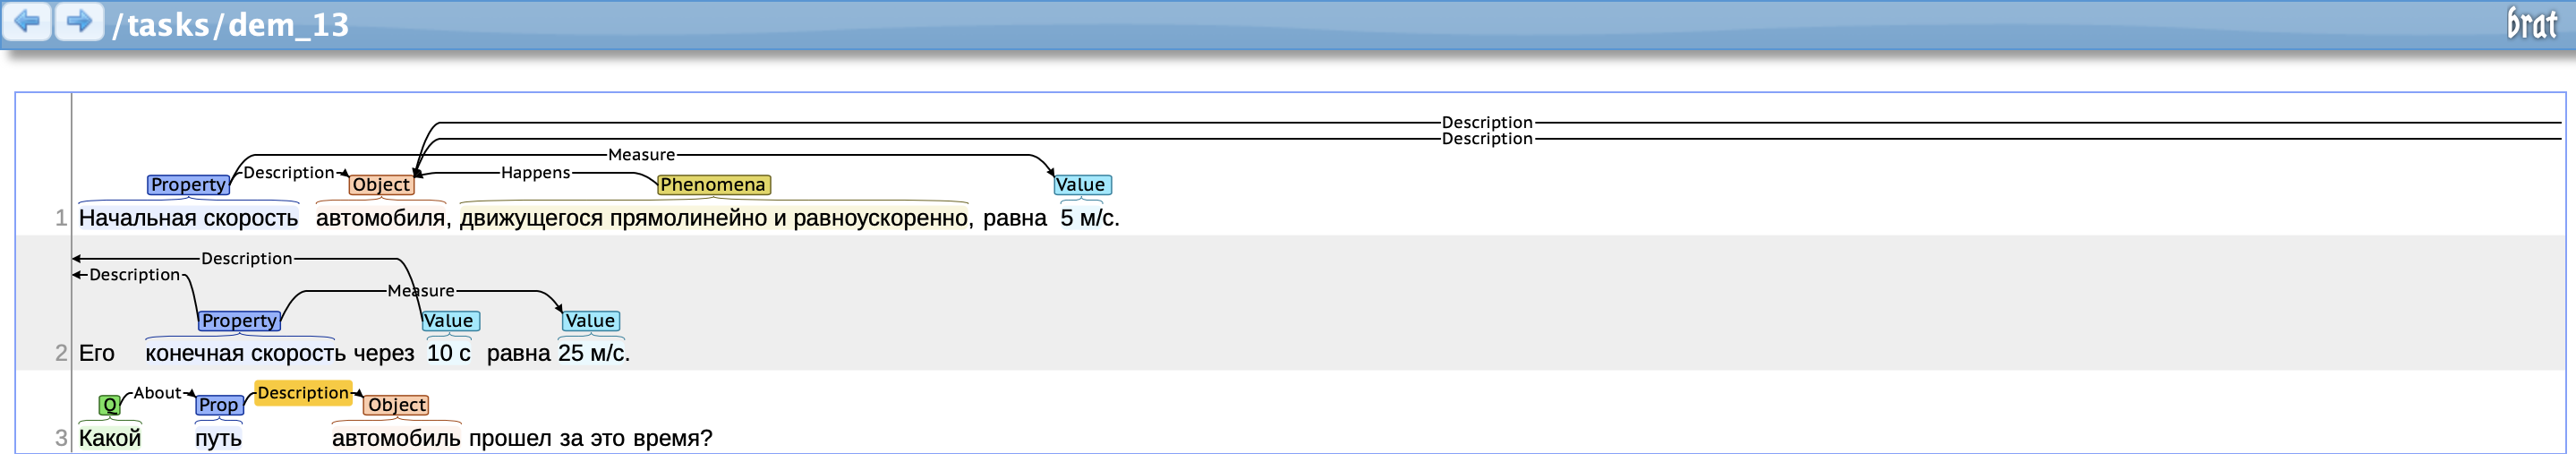 /tasks/dem_13
brat
Description
Description
Measure
Description Happens
Property Object Phenomena Value
1 Начальная скорость автомобиля, движущегося прямолинейно и равноускоренно, равна 5 м/с.
Description
Description
Measure
Property Value Value
2 Его конечная скорость через 10 с равна 25 м/с.
About Description
Q Prop Object
3 Какой путь автомобиль прошел за это время?